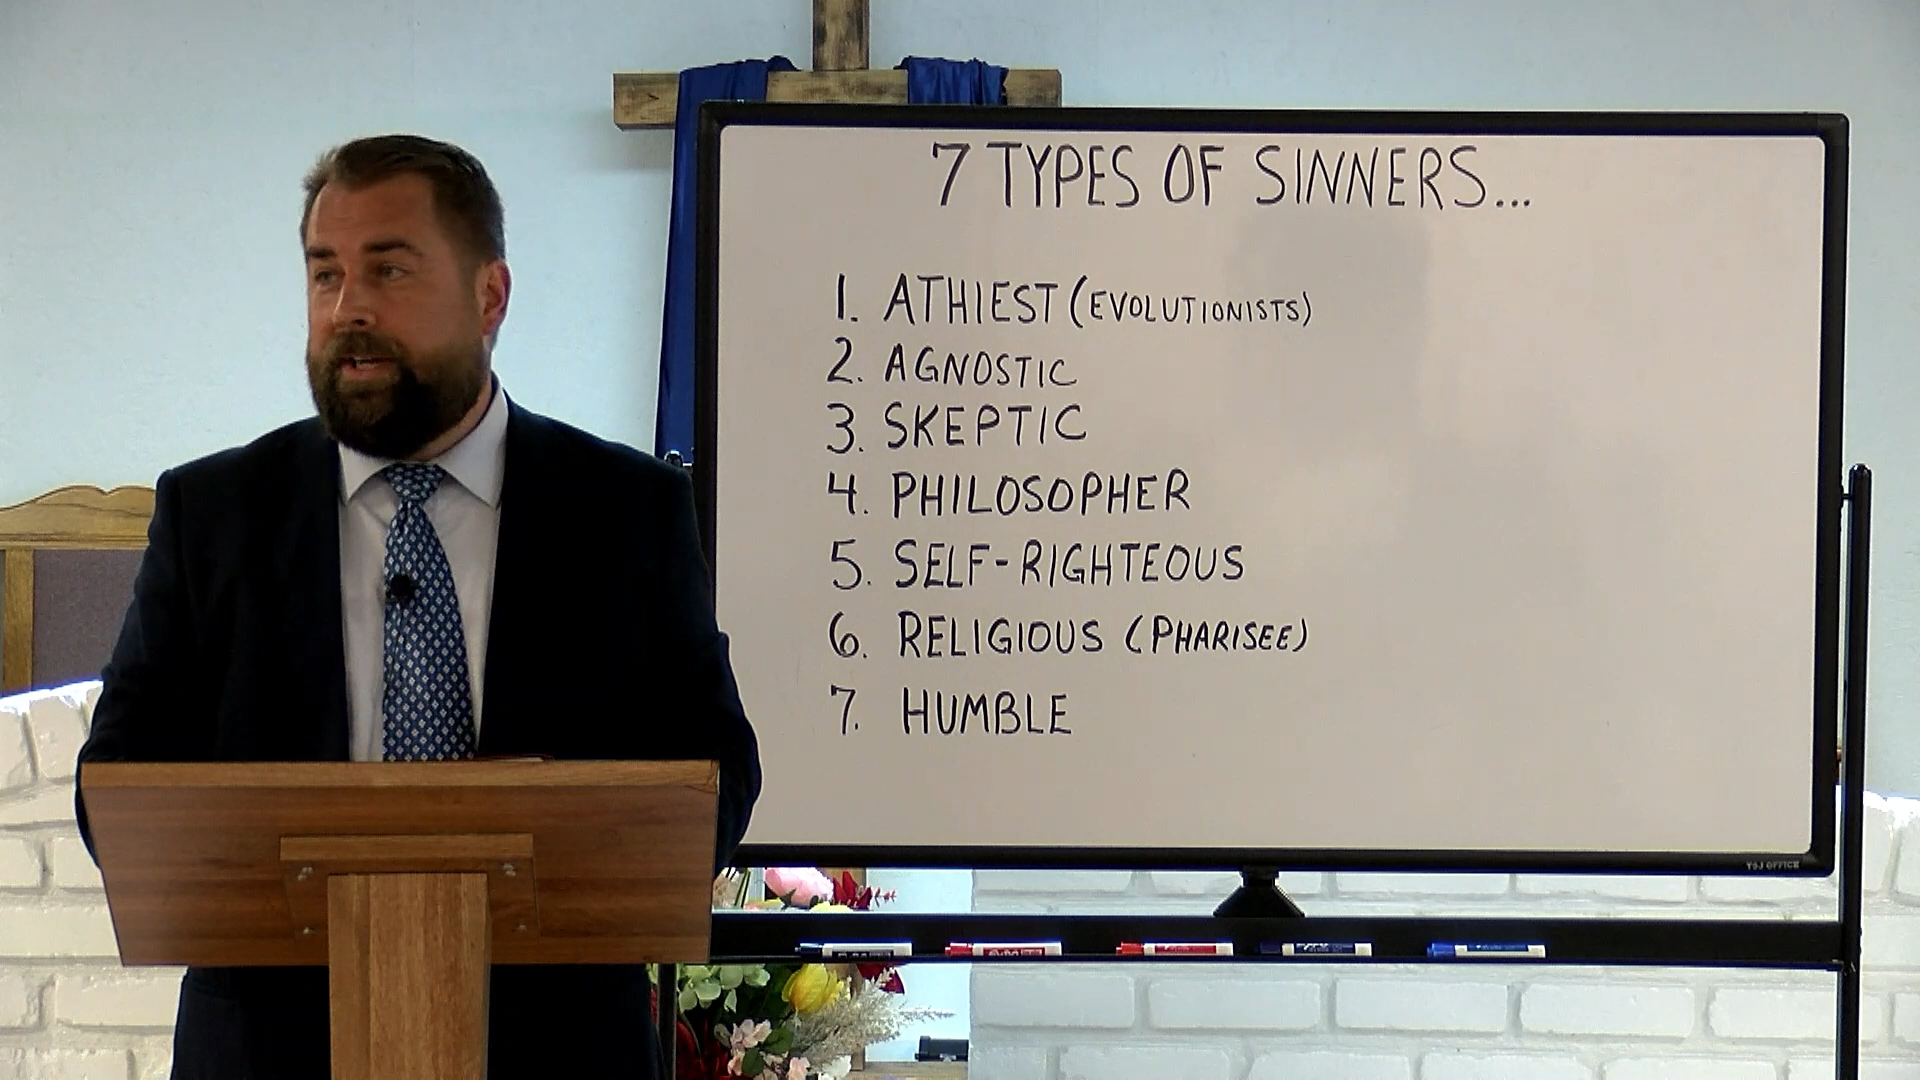 7 TYPES OF SINNERS...
1. ATHIEST (EVOLUTIONISTS)
2. AGNOSTIC
3. SKEPTIC
4. PHILOSOPHER
5. SELF-RIGHTEOUS
6. RELIGIOUS (PHARISEE)
7. HUMBLE